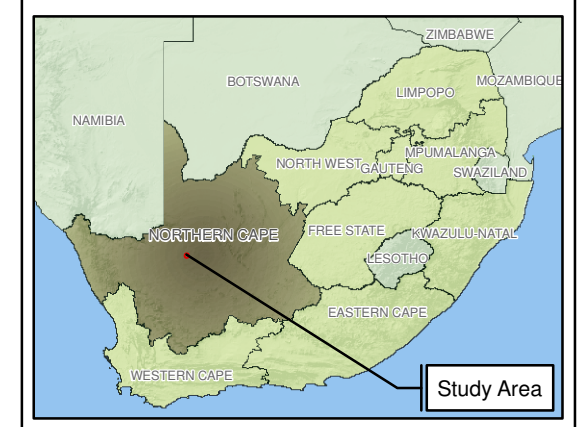 ZIMBABWE
BOTSWANA
MOZAMBIQUE
LIMPOPO
NAMIBIA
MPUMALANGA
NORTH WEST
GAUTENG
SWAZILAND
FREE STATE
KWAZULU-NATAL
NORTHERN CAPE
LESOTHO
EASTERN CAPE
WESTERN CAPE
Study Area